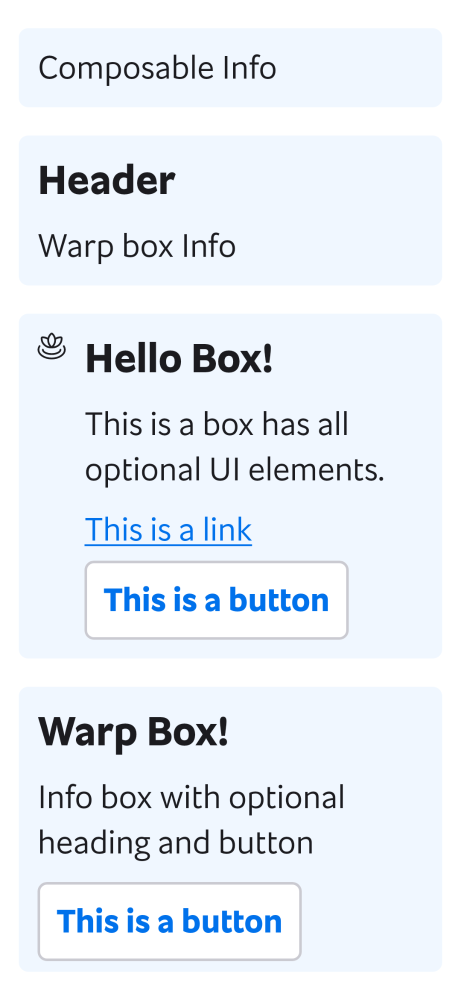 Composable Info
Header
Warp box Info
Hello Box!
This is a box has all
optional UI elements.
This is a link
This is a button
Warp Box!
Info box with optional
heading and button
This is a button